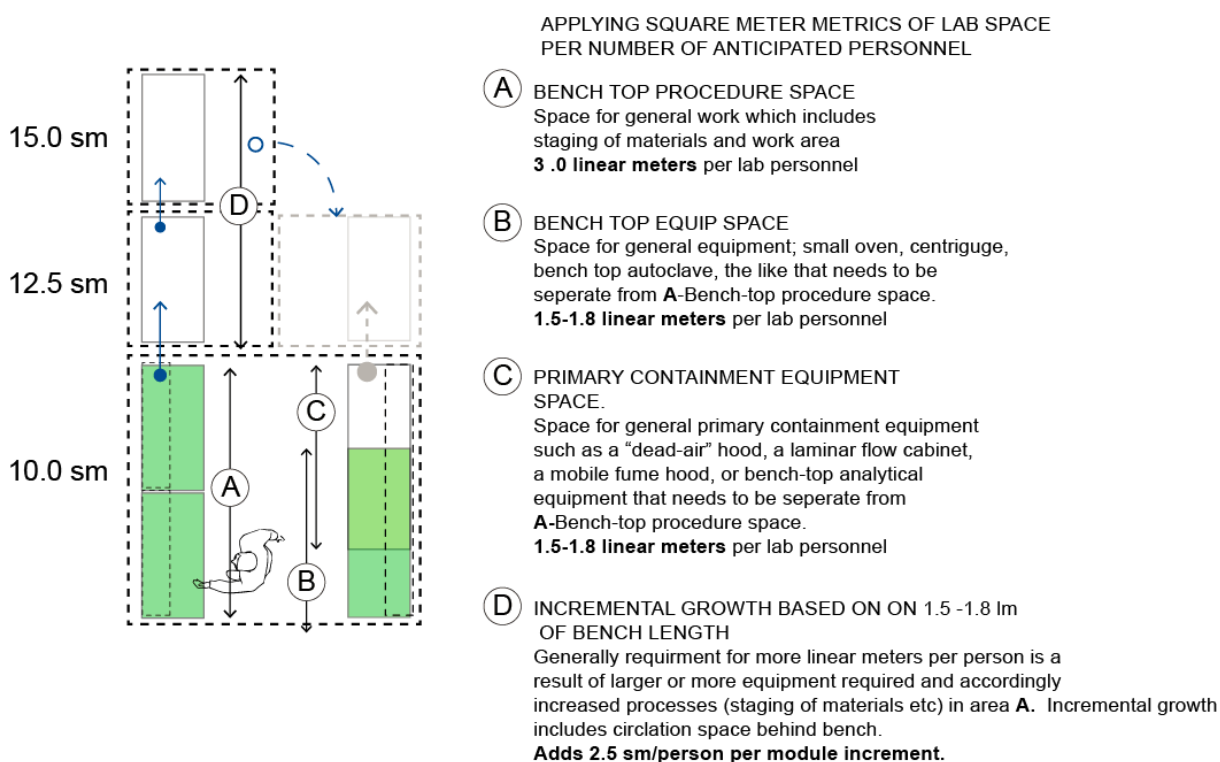 APPLYING SQUARE METER METRICS OF LAB SPACE
PER NUMBER OF ANTICIPATED PERSONNEL
15.0 sm
12.5 sm
10.0 sm
D
C
A
B
A
BENCH TOP PROCEDURE SPACE
Space for general work which includes
staging of materials and work area
3 .0 linear meters per lab personnel
B
BENCH TOP EQUIP SPACE
Space for general equipment; small oven, centriguge,
bench top autoclave, the like that needs to be
seperate from A-Bench-top procedure space.
1.5-1.8 linear meters per lab personnel
C
PRIMARY CONTAINMENT EQUIPMENT
SPACE.
Space for general primary containment equipment
such as a “dead-air” hood, a laminar flow cabinet,
a mobile fume hood, or bench-top analytical
equipment that needs to be seperate from
A-Bench-top procedure space.
1.5-1.8 linear meters per lab personnel
D
INCREMENTAL GROWTH BASED ON ON 1.5 -1.8 lm
OF BENCH LENGTH
Generally requirment for more linear meters per person is a
result of larger or more equipment required and accordingly
increased processes (staging of materials etc) in area A. Incremental growth
includes circlation space behind bench.
Adds 2.5 sm/person per module increment.